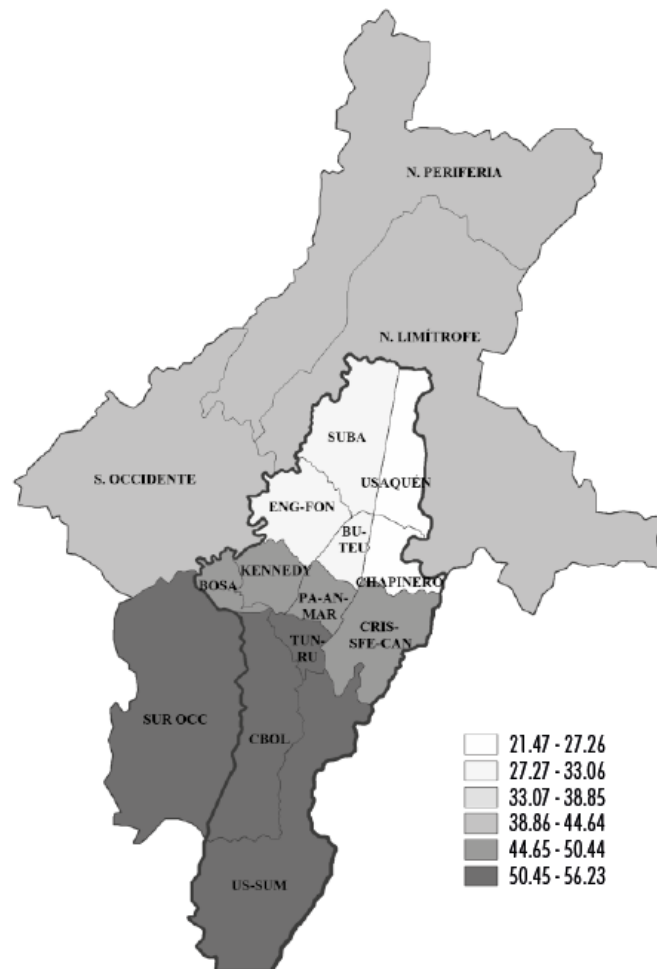 N. PERIFERIA
N. LIMÍTROFE
SUBA
S. OCCIDENTE
USAQUÉN
ENG-FON
BU-
TEU
KENNEDY
BOSA
CHAPINERO
PA-AN-
MAR
CRIS-
SFE-CAN
TUN-
RU
SUR OCC
CBOL
US-SUM
21.47 - 27.26
27.27 - 33.06
33.07 - 38.85
38.86 - 44.64
44.65 - 50.44
50.45 - 56.23